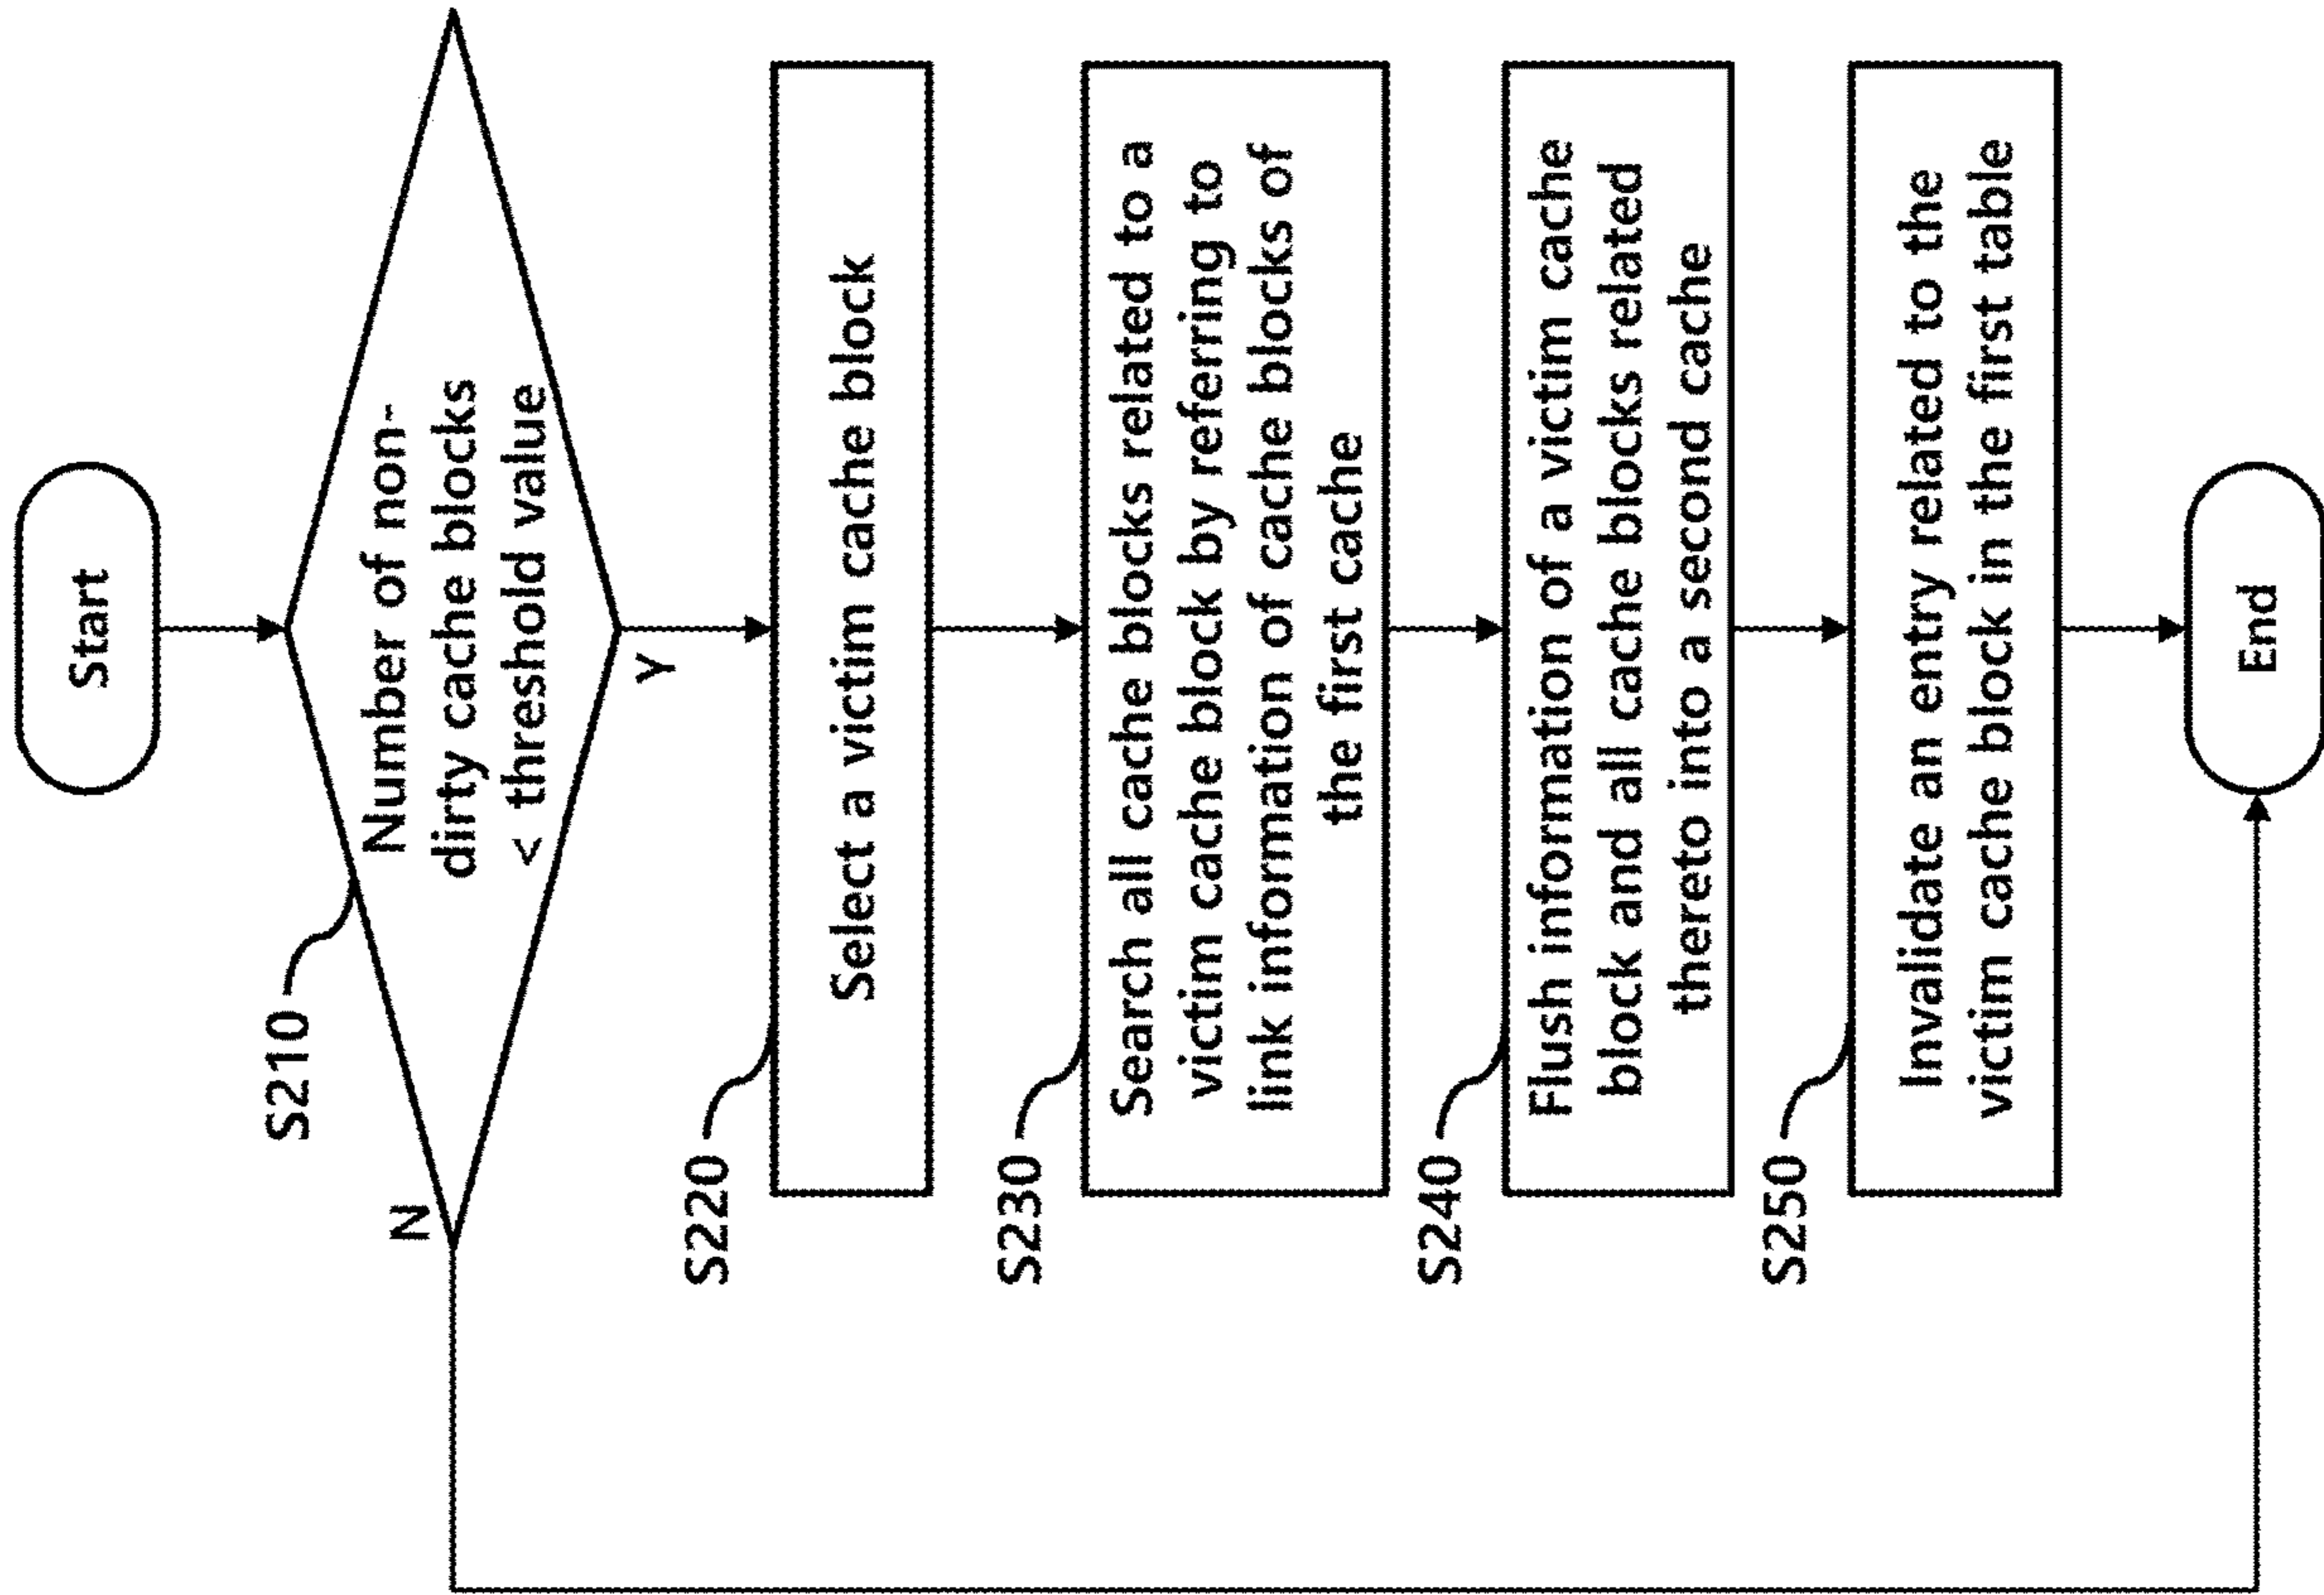 Start
S210
Number of non-
dirty cache blocks
< threshold value
N
Y
S220
Select a victim cache block
S230
Search all cache blocks related to a
victim cache block by referring to
link information of cache blocks of
the first cache
S240
Flush information of a victim cache
block and all cache blocks related
thereto into a second cache
S250
Invalidate an entry related to the
victim cache block in the first table
End